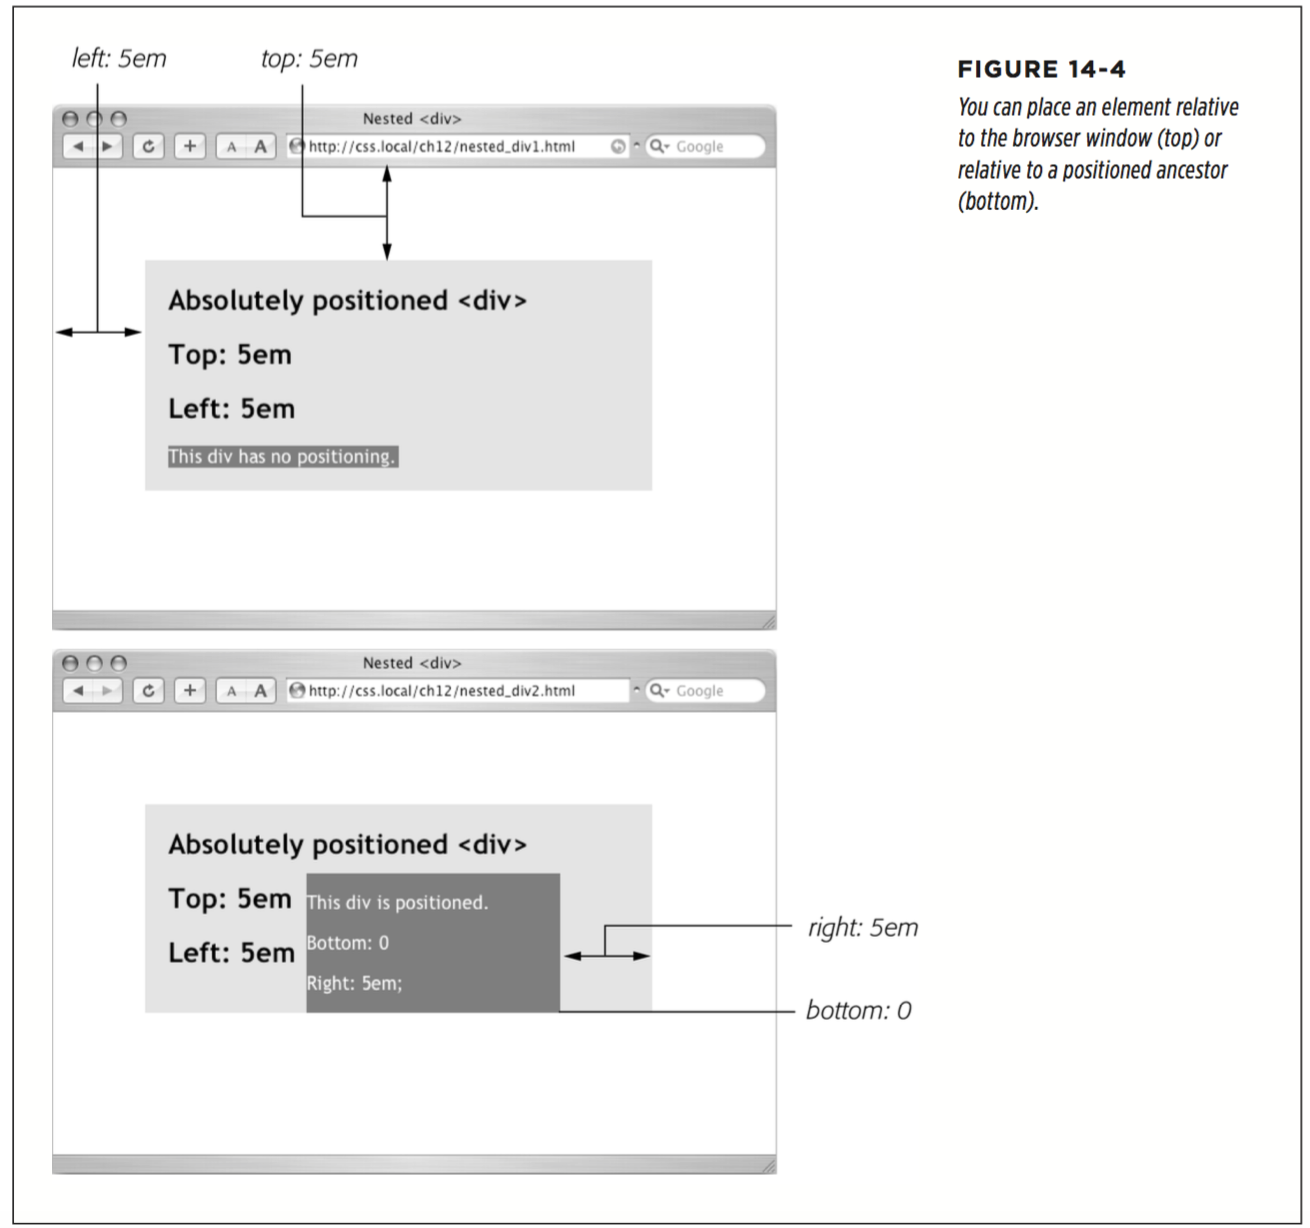 left: 5em
top: 5em
FIGURE 14-4
You can place an element relative
to the browser window (top) or
relative to a positioned ancestor
(bottom).
Nested <div>
A A http://css.local/ch12/nested_div1.html Google
Absolutely positioned <div>
Top: 5em
Left: 5em
This div has no positioning.
Nested <div>
A A http://css.local/ch12/nested_div2.html Google
Absolutely positioned <div>
Top: 5em
Left: 5em
This div is positioned.
Bottom: 0
Right: 5em;
right: 5em
bottom: 0